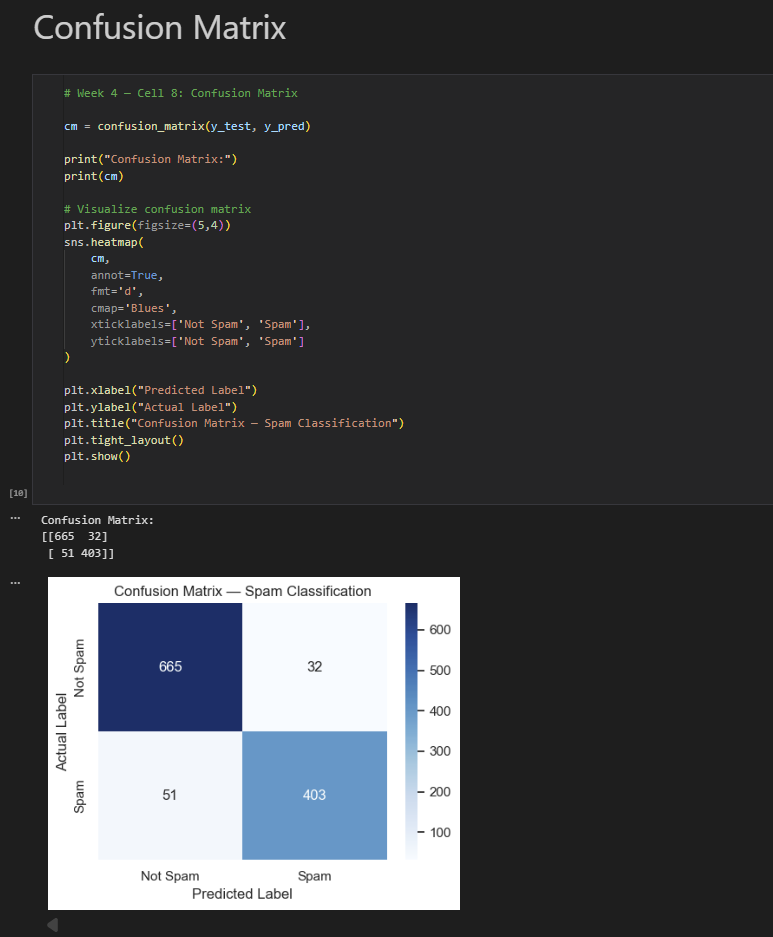 Confusion Matrix
# Week 4 — Cell 8: Confusion Matrix
cm = confusion_matrix(y_test, y_pred)
print("Confusion Matrix:")
print(cm)
# Visualize confusion matrix
plt.figure(figsize=(5,4))
sns.heatmap(
cm,
annot=True,
fmt='d',
cmap='Blues',
xticklabels=['Not Spam', 'Spam'],
yticklabels=['Not Spam', 'Spam']
)
plt.xlabel("Predicted Label")
plt.ylabel("Actual Label")
plt.title("Confusion Matrix — Spam Classification")
plt.tight_layout()
plt.show()
[10]
...
Confusion Matrix:
[[665  32]
 [ 51 403]]
...
Confusion Matrix — Spam Classification
Actual Label
Not Spam
Spam
665
32
51
403
Not Spam
Spam
Predicted Label
600
500
400
300
200
100